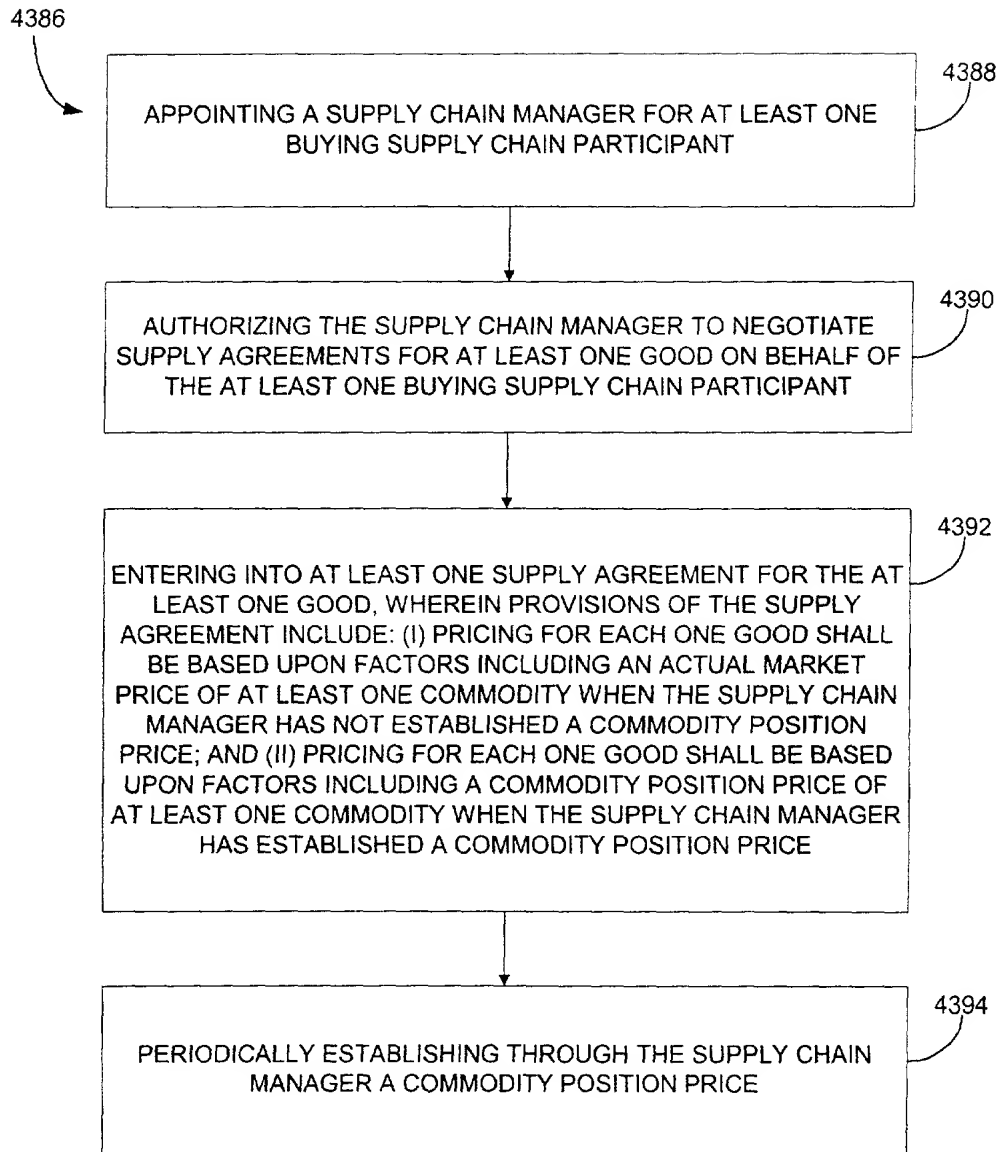 4386
4388
APPOINTING A SUPPLY CHAIN MANAGER FOR AT LEAST ONE
BUYING SUPPLY CHAIN PARTICIPANT
4390
AUTHORIZING THE SUPPLY CHAIN MANAGER TO NEGOTIATE
SUPPLY AGREEMENTS FOR AT LEAST ONE GOOD ON BEHALF OF
THE AT LEAST ONE BUYING SUPPLY CHAIN PARTICIPANT
4392
ENTERING INTO AT LEAST ONE SUPPLY AGREEMENT FOR THE AT
LEAST ONE GOOD, WHEREIN PROVISIONS OF THE SUPPLY
AGREEMENT INCLUDE: (I) PRICING FOR EACH ONE GOOD SHALL
BE BASED UPON FACTORS INCLUDING AN ACTUAL MARKET
PRICE OF AT LEAST ONE COMMODITY WHEN THE SUPPLY CHAIN
MANAGER HAS NOT ESTABLISHED A COMMODITY POSITION
PRICE; AND (II) PRICING FOR EACH ONE GOOD SHALL BE BASED
UPON FACTORS INCLUDING A COMMODITY POSITION PRICE OF
AT LEAST ONE COMMODITY WHEN THE SUPPLY CHAIN MANAGER
HAS ESTABLISHED A COMMODITY POSITION PRICE
4394
PERIODICALLY ESTABLISHING THROUGH THE SUPPLY CHAIN
MANAGER A COMMODITY POSITION PRICE